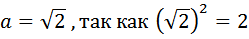 𝑎 = √2 , так как (√2)² = 2